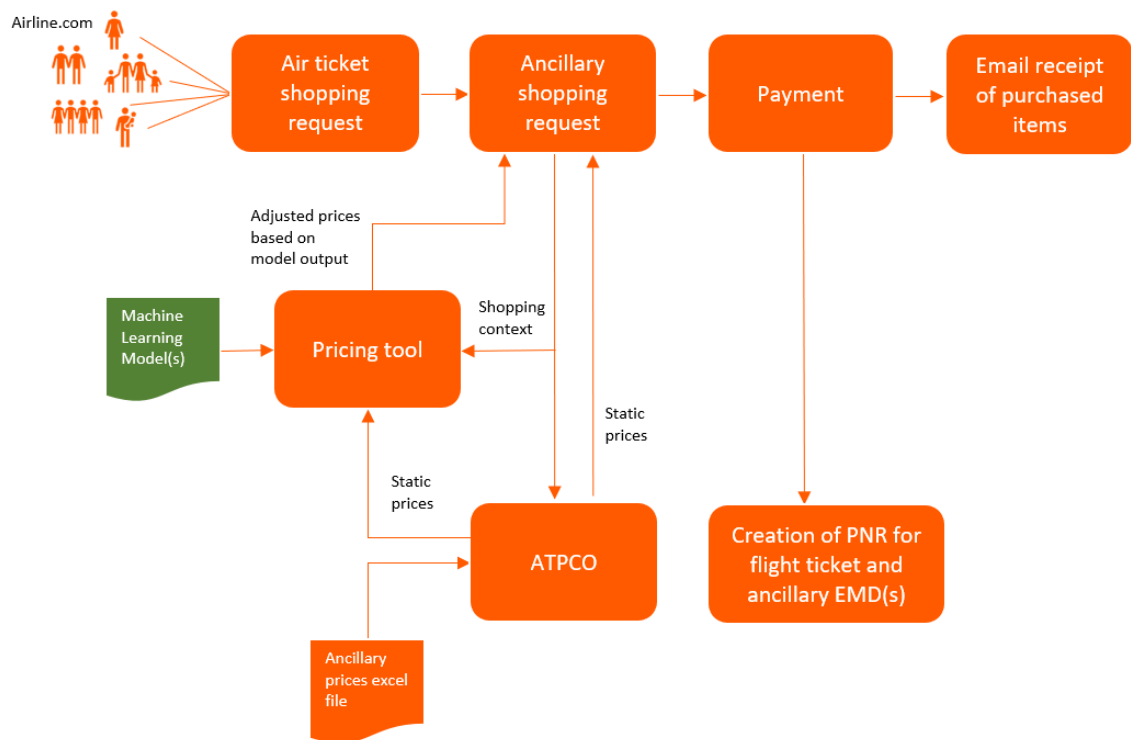 Airline.com
Air ticket
shopping
request
Ancillary
shopping
request
Payment
Email receipt
of purchased
items
Adjusted prices
based on
model output
Machine
Learning
Model(s)
Pricing tool
Shopping
context
Static
prices
Static
prices
ATPCO
Creation of PNR for
flight ticket and
ancillary EMD(s)
Ancillary
prices excel
file